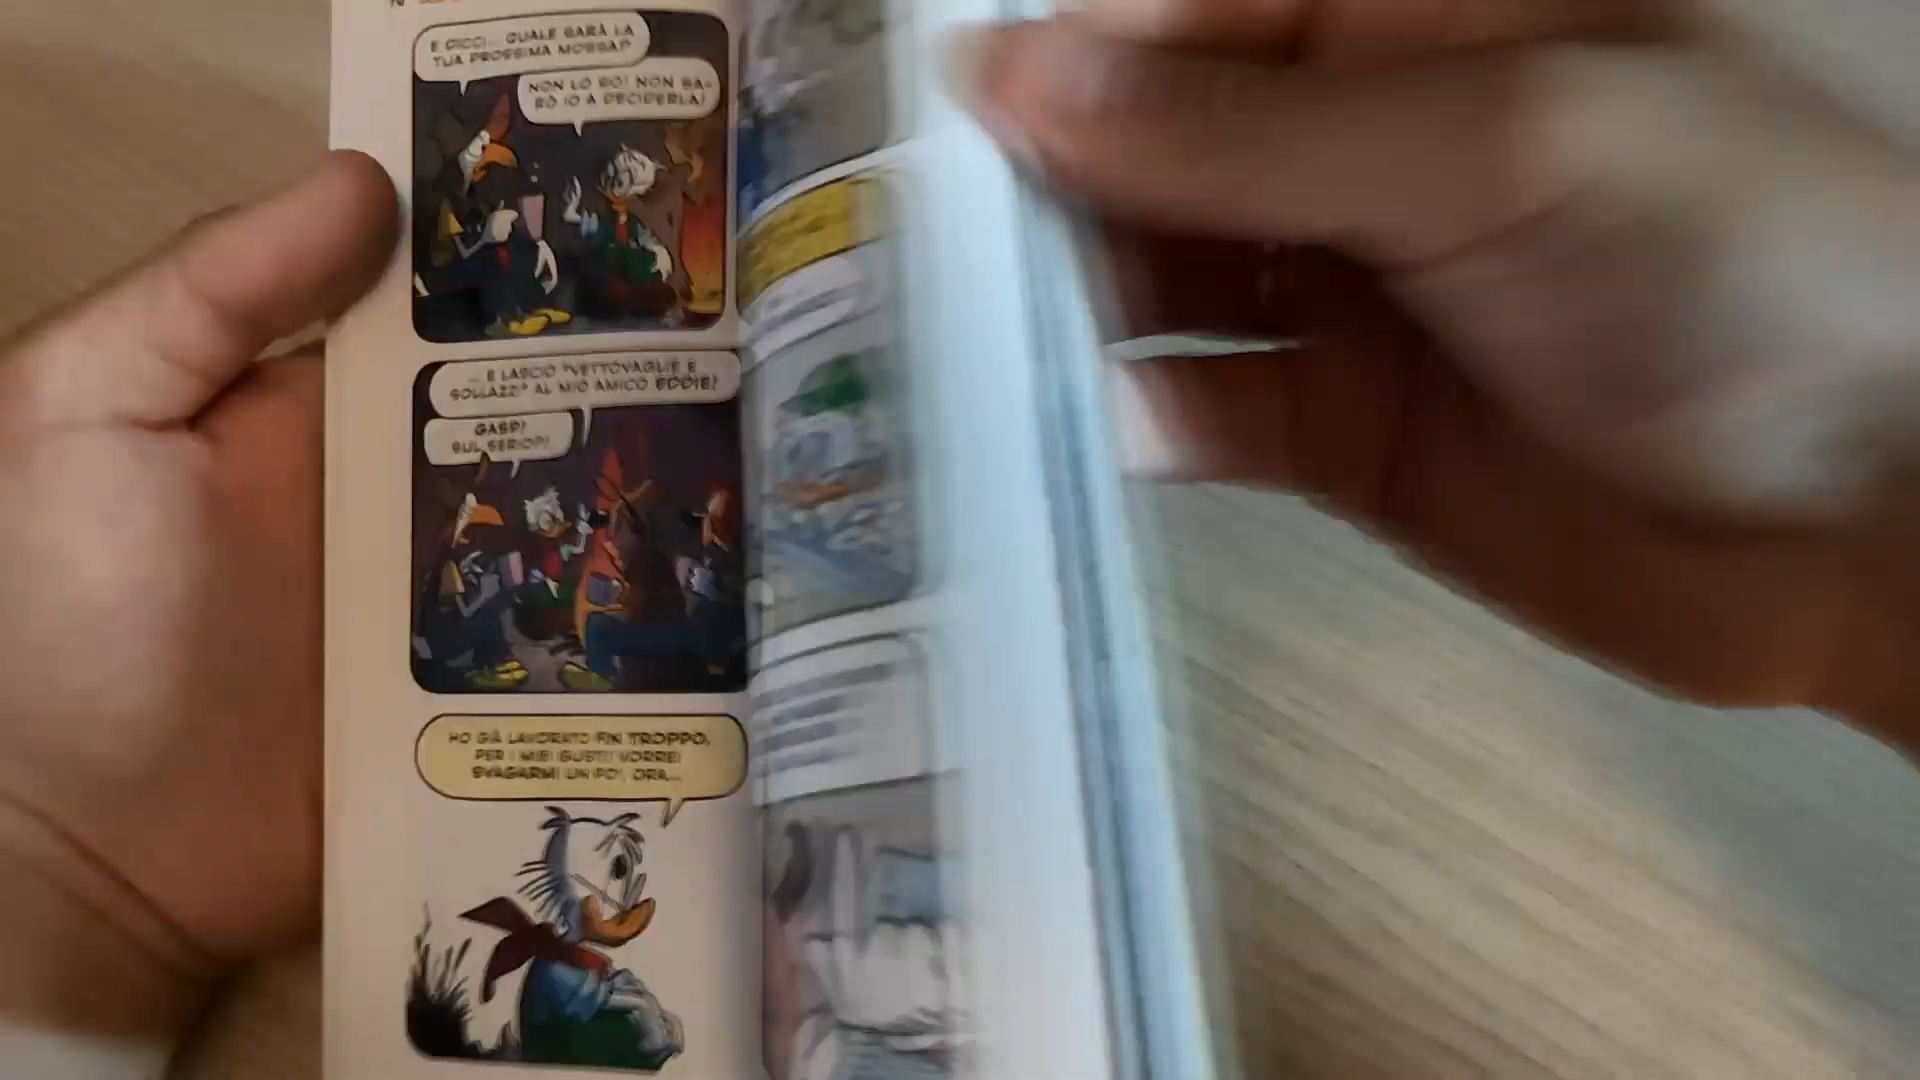 E DICCI... QUALE SARÀ LA
TUA PROSSIMA MOSSA?
NON LO SO! NON SA-
RÒ IO A DECIDERLA!
... E LASCIO "VETTOVAGLIE E
SOLLAZZI" AL MIO AMICO EDDIE!
GASP!
SUL SERIO?!
HO GIÀ LAVORATO FIN TROPPO,
PER I MIEI GUSTI! VORREI
SVAGARMI UN PO', ORA...